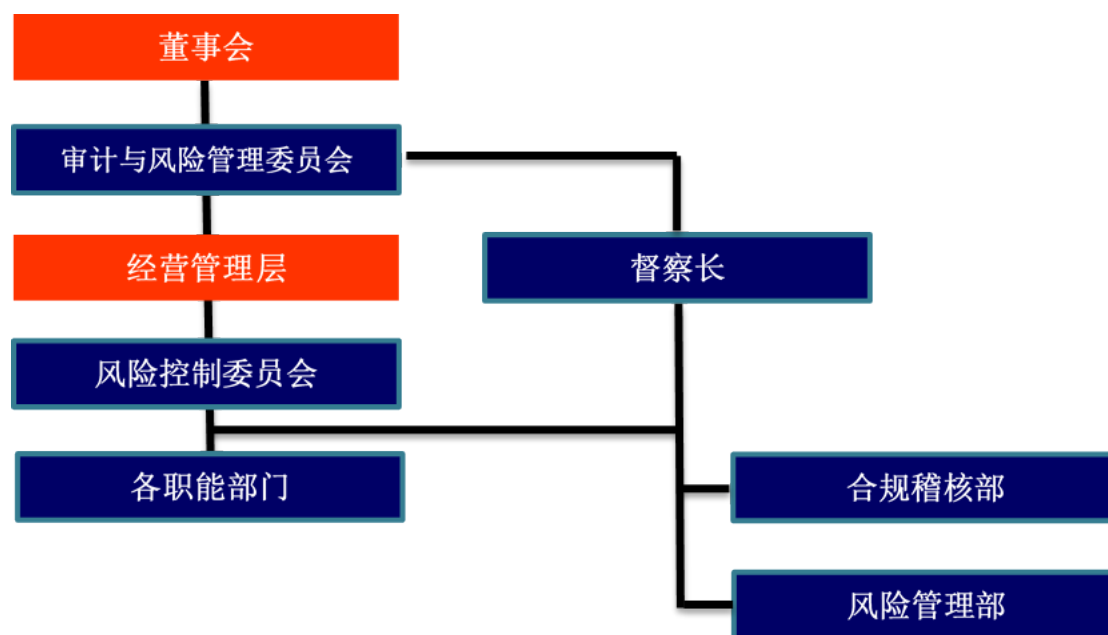 董事会
审计与风险管理委员会
经营管理层
督察长
风险控制委员会
各职能部门
合规稽核部
风险管理部